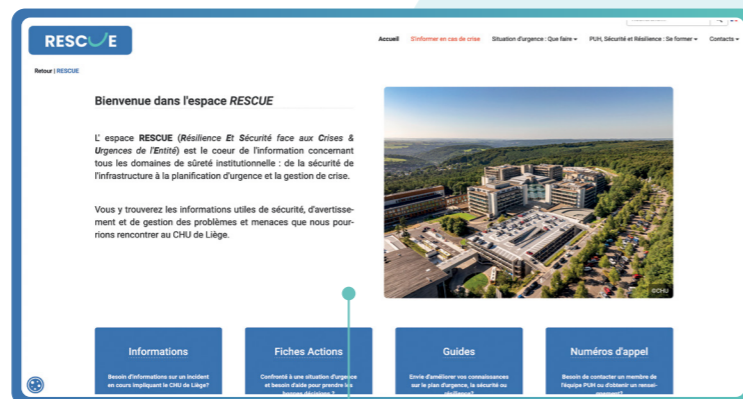 RESCUE
Accueil S'informer en cas de crise Situation d'urgence : Que faire PUH, Sécurité et Résilience : Se former Contacts
Retour | RESCUE
Bienvenue dans l'espace RESCUE
L' espace RESCUE (Résilience Et Sécurité face aux Crises &
Urgences de l'Entité) est le coeur de l'information concernant
tous les domaines de sûreté institutionnelle : de la sécurité de
l'infrastructure à la planification d'urgence et la gestion de crise.
Vous y trouverez les informations utiles de sécurité, d'avertisse-
ment et de gestion des problèmes et menaces que nous pour-
rions rencontrer au CHU de Liège.
©CHU
Informations
Besoin d'informations sur un incident
en cours impliquant le CHU de Liège?
Fiches Actions
Confronté à une situation d'urgence
et besoin d'aide pour prendre les
bonnes décisions ?
Guides
Envie d'améliorer vos connaissances
sur le plan d'urgence, la sécurité ou
résilience?
Numéros d'appel
Besoin de contacter un membre de
l'équipe PUH ou d'obtenir un rensei-
gnement?